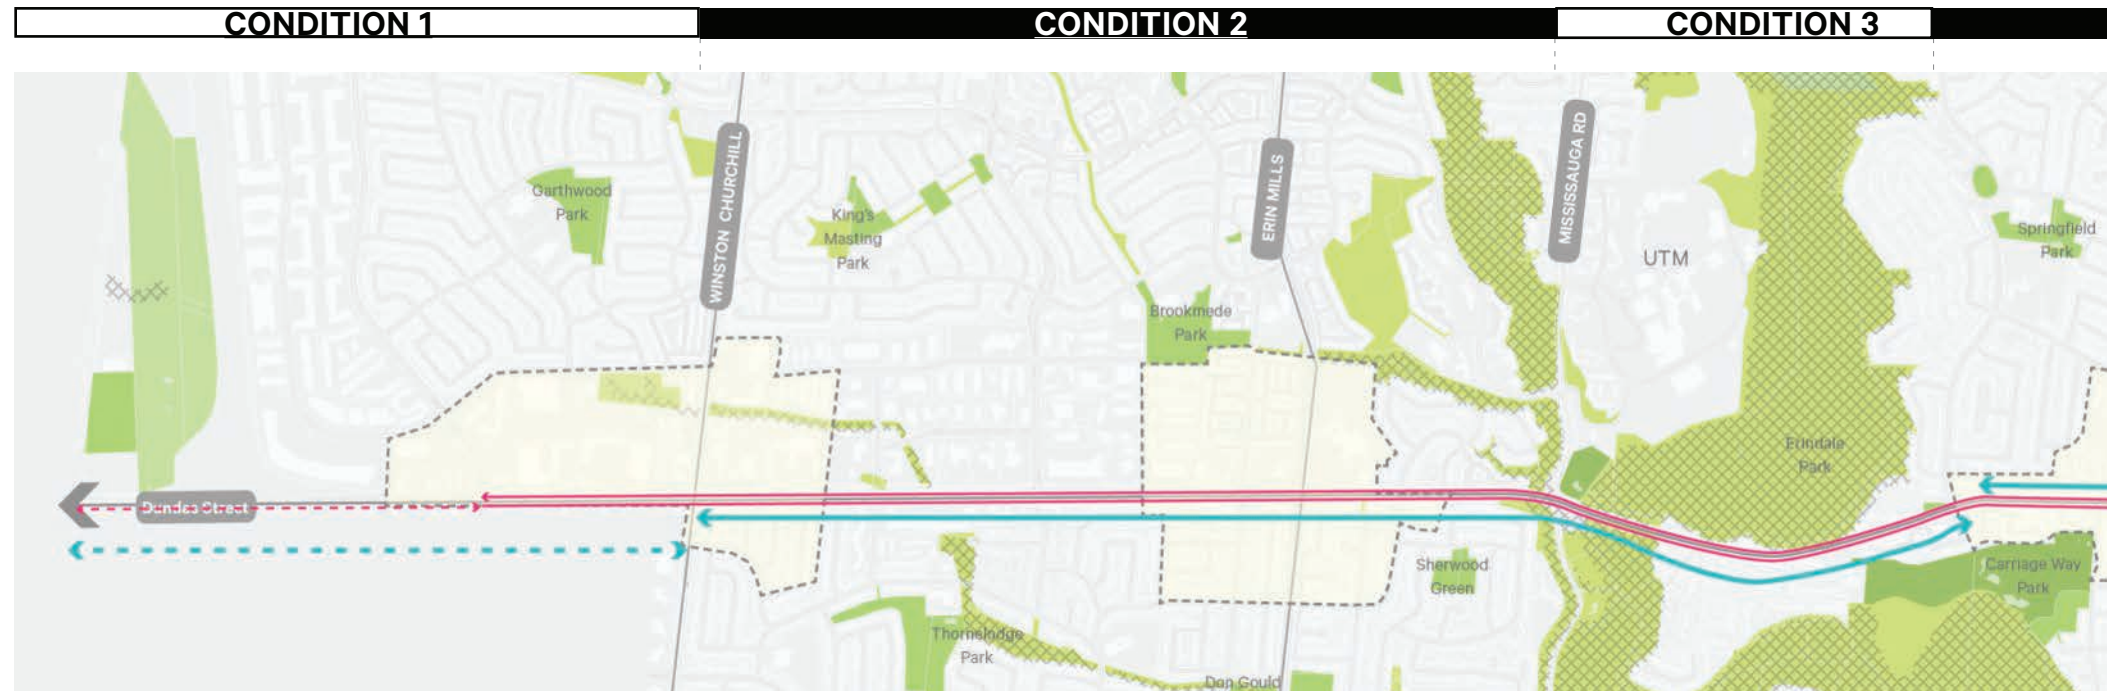 CONDITION 1
CONDITION 2
CONDITION 3
WINSTON CHURCHILL
ERIN MILLS
MISSISSAUGA RD
Garthwood
Park
King's
Masting
Park
Brookmede
Park
UTM
Springfield
Park
Erindale
Park
Dundas Street
Sherwood
Green
Carriage Way
Park
Thornlodge
Park
Don Gould